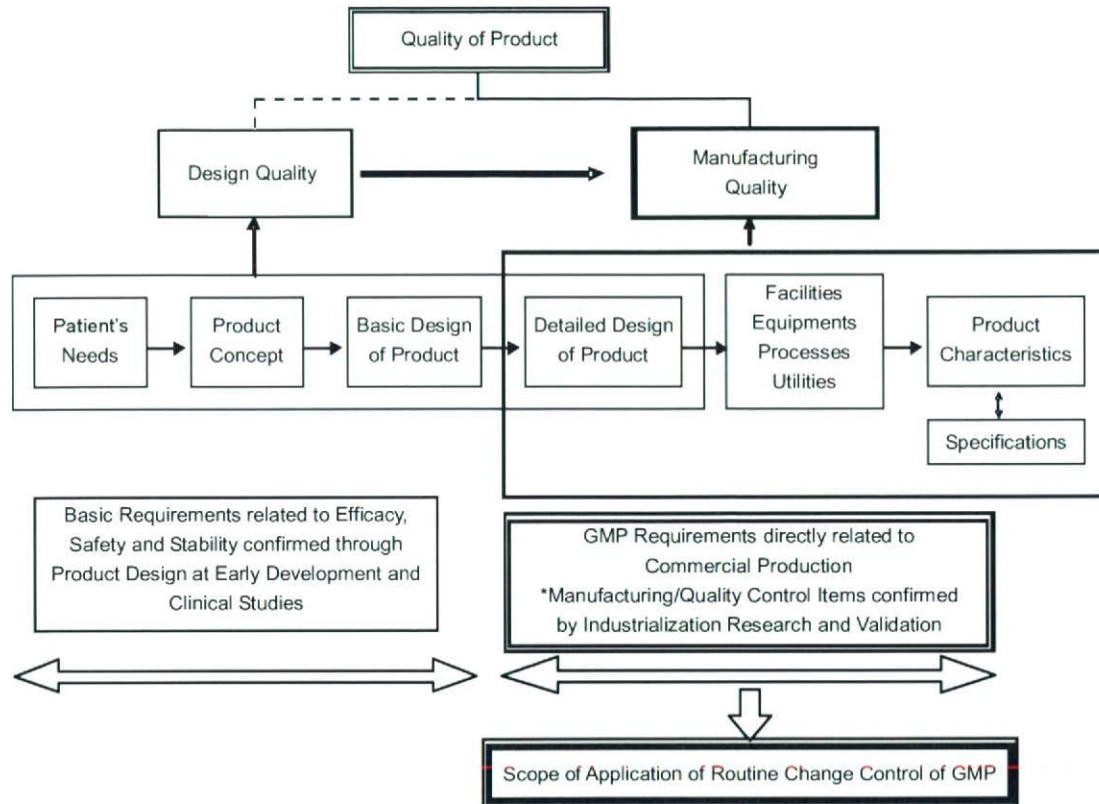 Quality of Product
Design Quality
Manufacturing
Quality
Patient's
Needs
Product
Concept
Basic Design
of Product
Detailed Design
of Product
Facilities
Equipments
Processes
Utilities
Product
Characteristics
Specifications
Basic Requirements related to Efficacy,
Safety and Stability confirmed through
Product Design at Early Development and
Clinical Studies
GMP Requirements directly related to
Commercial Production
*Manufacturing/Quality Control Items confirmed
by Industrialization Research and Validation
Scope of Application of Routine Change Control of GMP